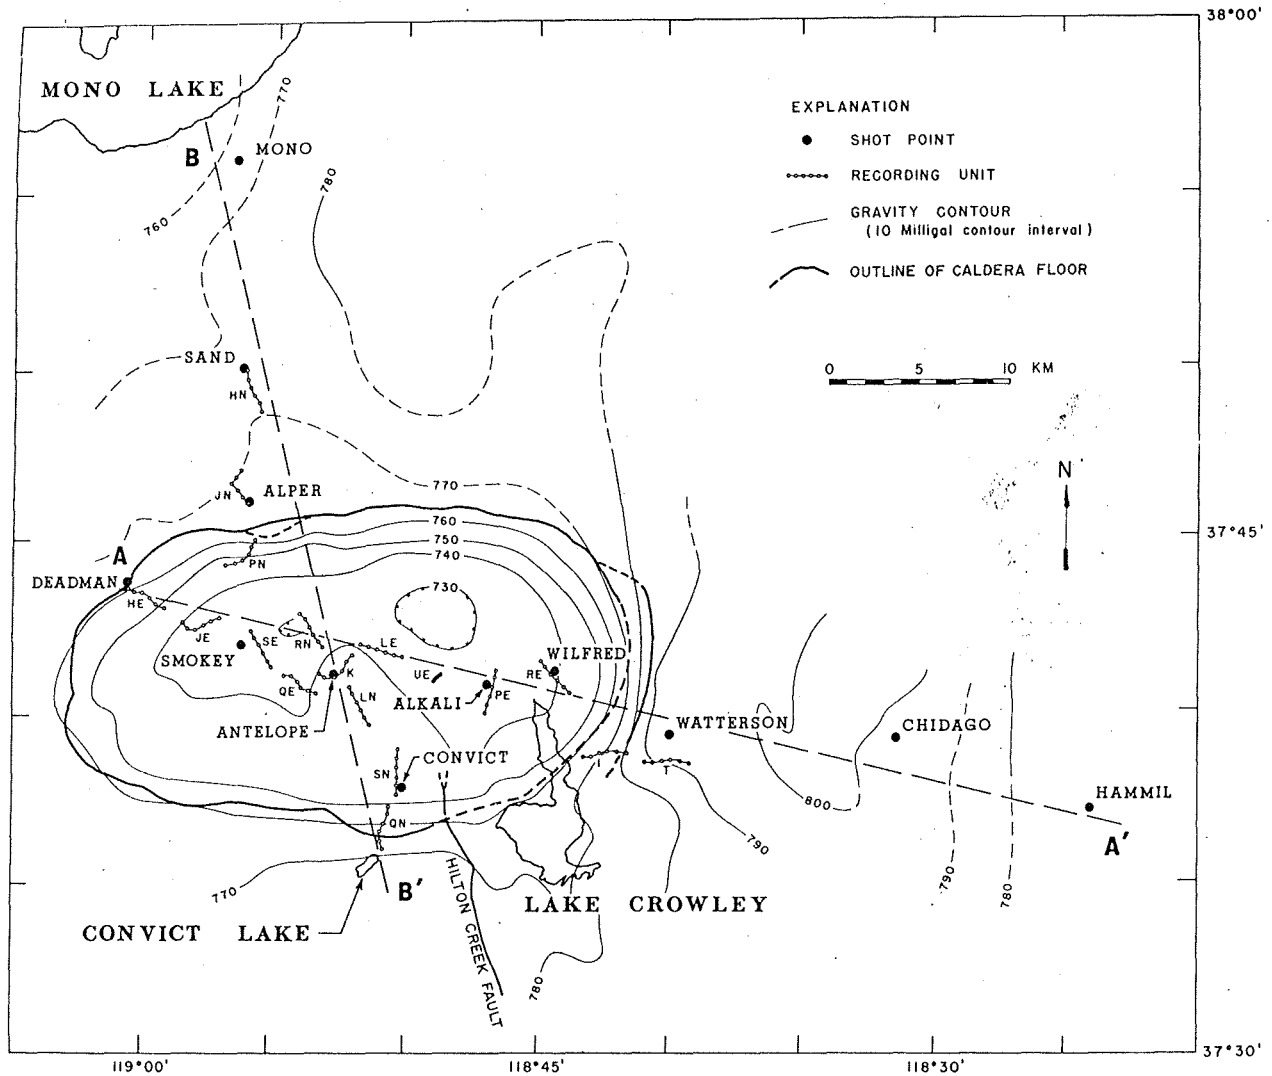 38°00'
MONO LAKE
770
B
MONO
760
780
EXPLANATION
SHOT POINT
RECORDING UNIT
GRAVITY CONTOUR
(10 Milligal contour interval)
OUTLINE OF CALDERA FLOOR
0 5 10 KM
SAND
HN
N
JN
ALPER
770
760
750
740
730
37°45'
A
DEADMAN
HE
PN
JE
SE
RN
LE
SMOKEY
QE
K
LN
UE
ALKALI
PE
RE
WILFRED
ANTELOPE
WATTERSON
CHIDAGO
SN
CONVICT
I
T
800
HAMMIL
QN
A'
790
790
780
770
B'
HILTON CREEK FAULT
LAKE CROWLEY
CONVICT LAKE
780
37°30'
119°00'
118°45'
118°30'